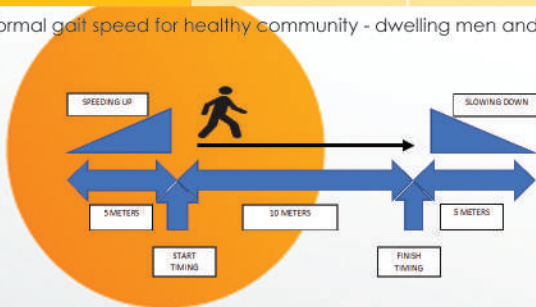 ormal gait speed for healthy community - dwelling men and
SPEEDING UP
SLOWING DOWN
5 METERS
10 METERS
5 METERS
START
TIMING
FINISH
TIMING